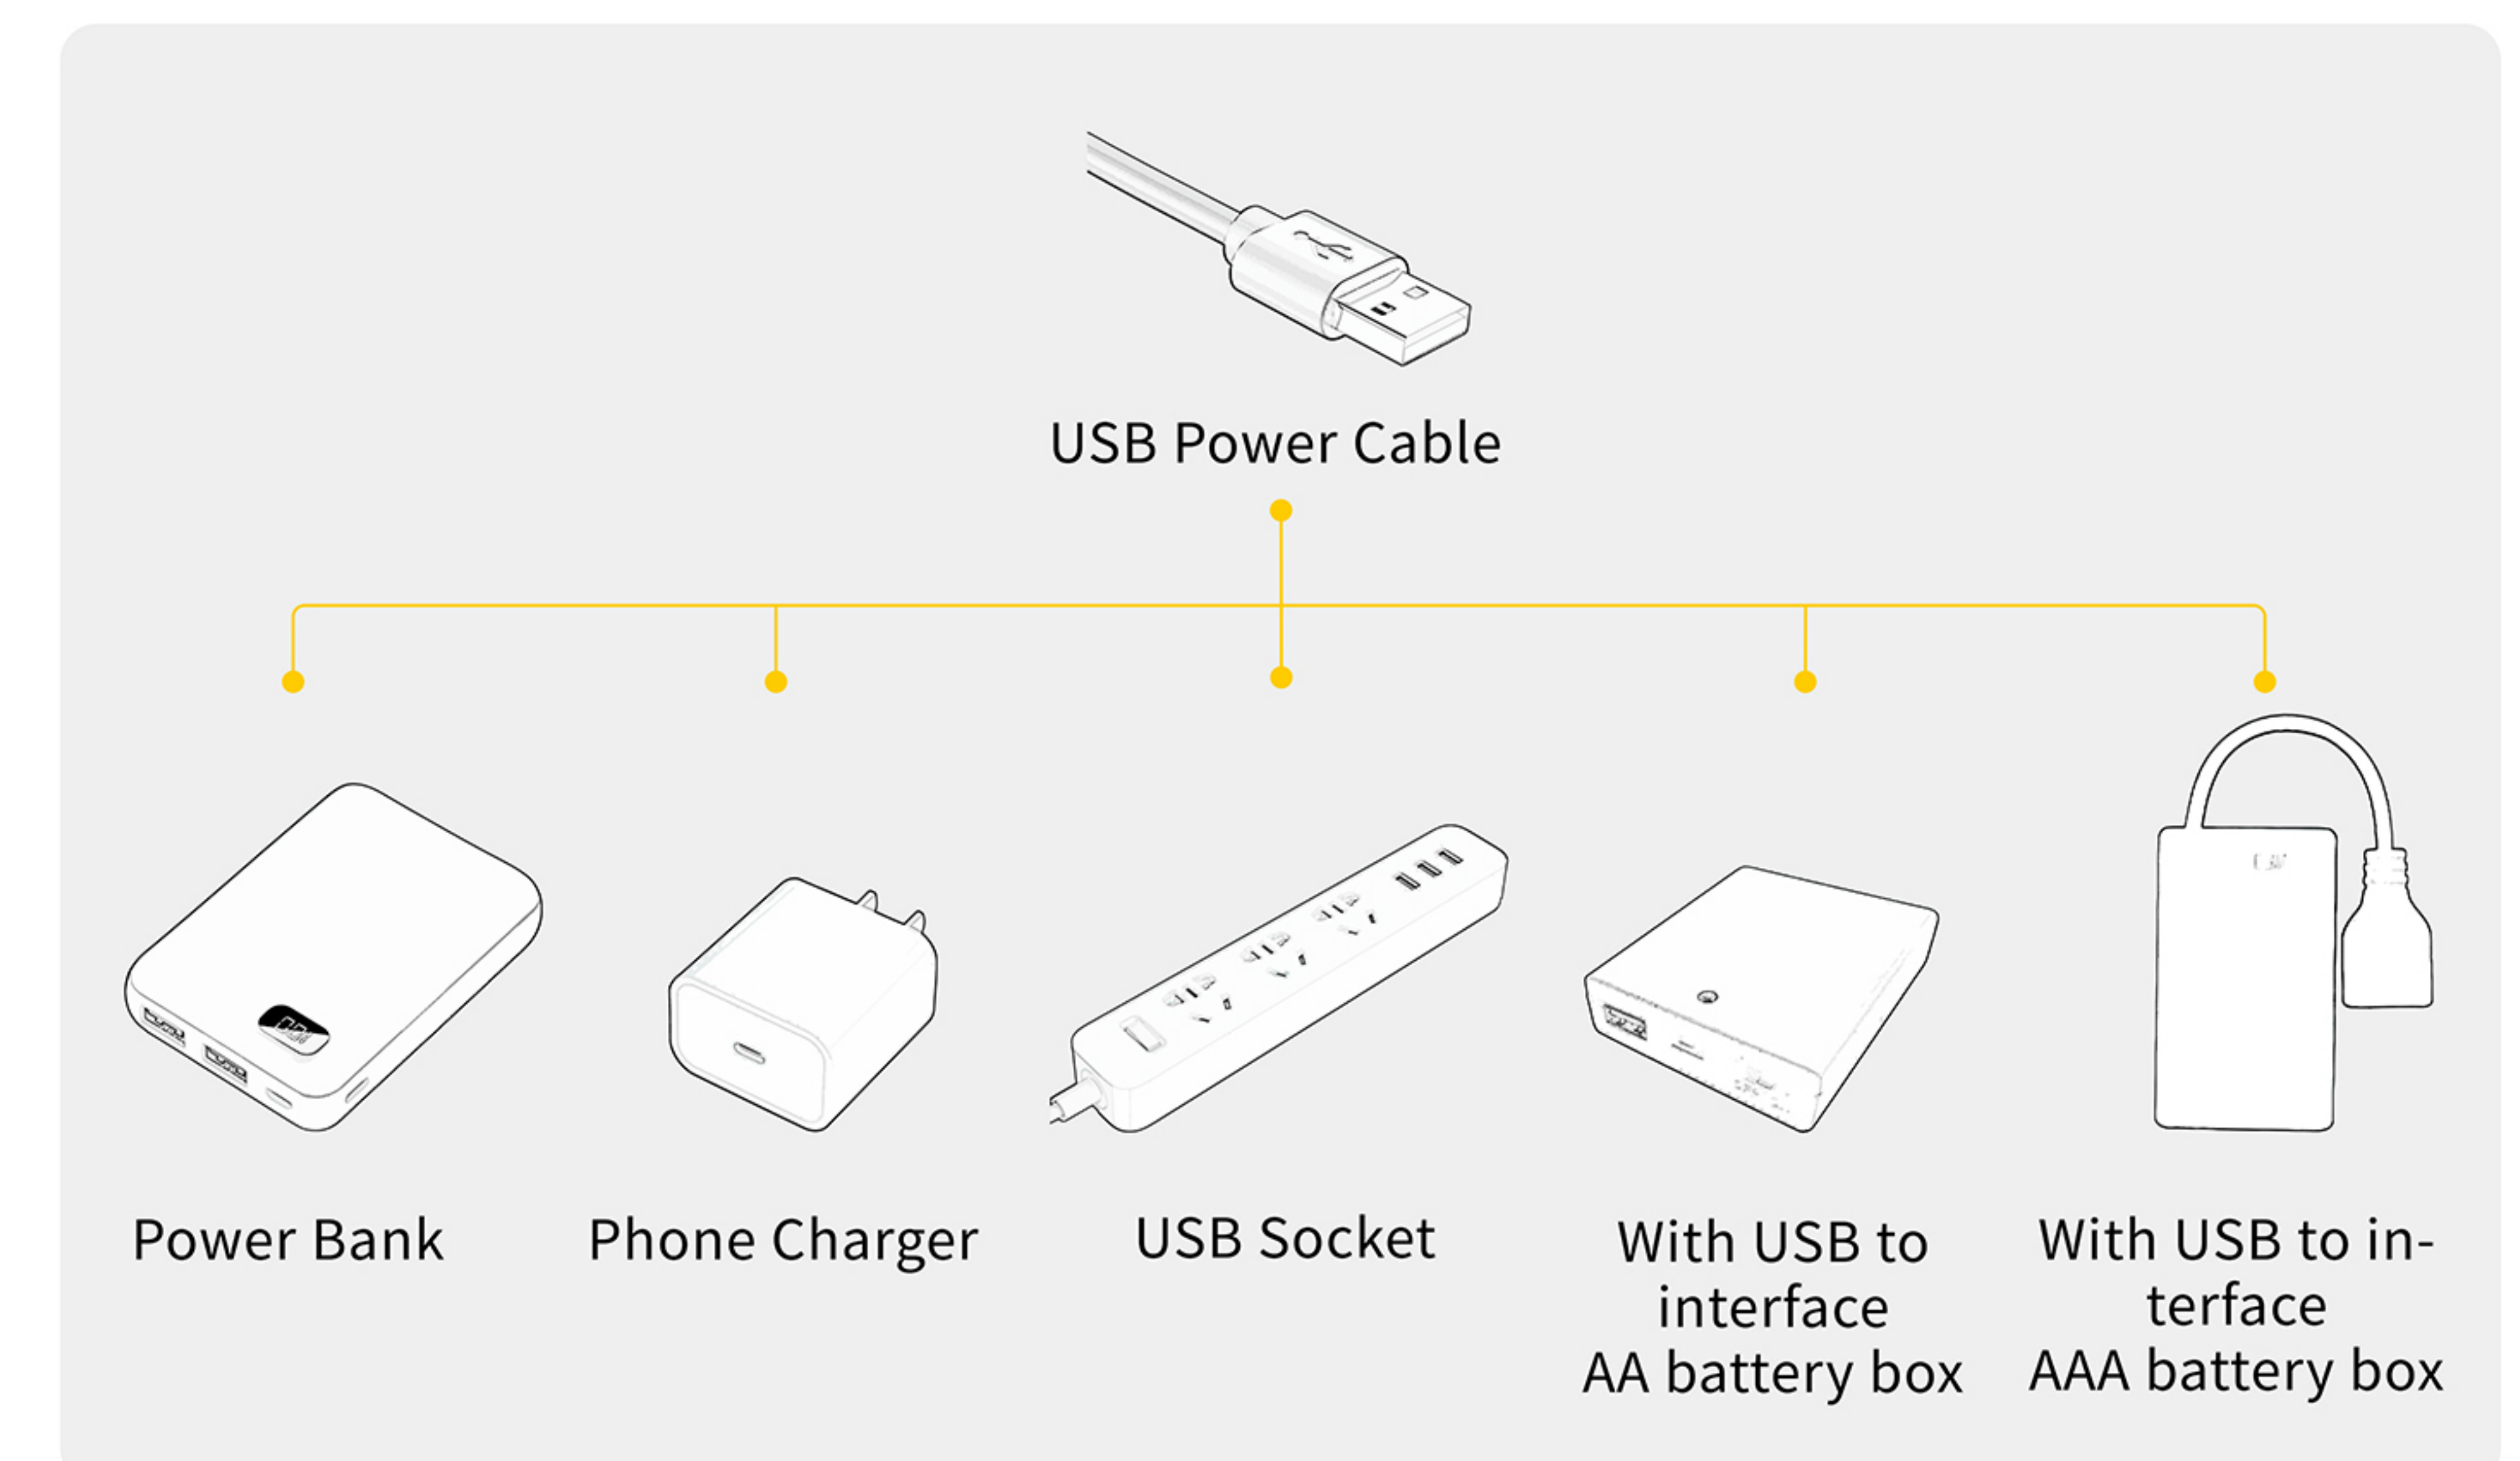 USB Power Cable
Power Bank
Phone Charger
USB Socket
With USB to
interface
AA battery box
With USB to in-
terface
AAA battery box